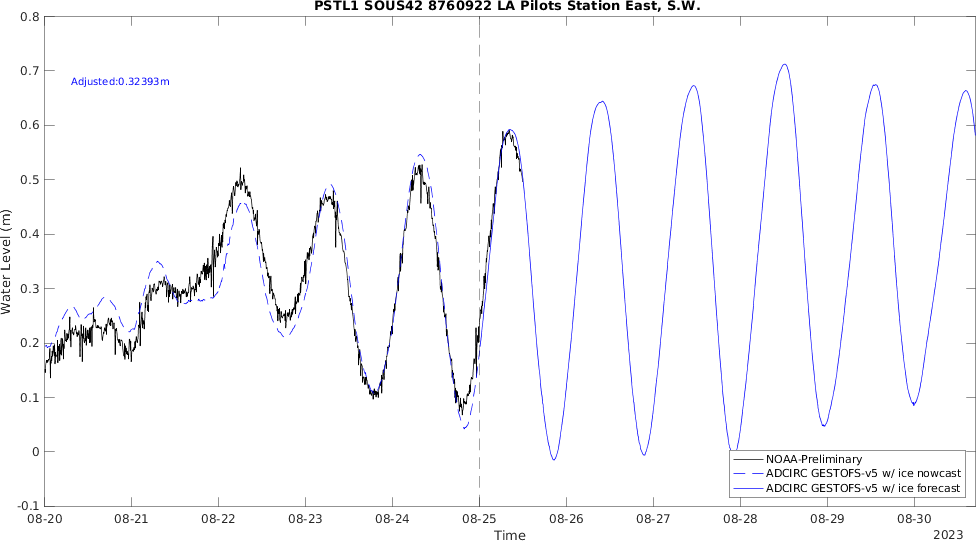 PSTL1 SOUS42 8760922 LA Pilots Station East, S.W.
Adjusted:0.32393m
Water Level (m)
0.8
0.7
0.6
0.5
0.4
0.3
0.2
0.1
0
-0.1
NOAA-Preliminary
ADCIRC GESTOFS-v5 w/ ice nowcast
ADCIRC GESTOFS-v5 w/ ice forecast
08-20 08-21 08-22 08-23 08-24 08-25 08-26 08-27 08-28 08-29 08-30
Time
2023